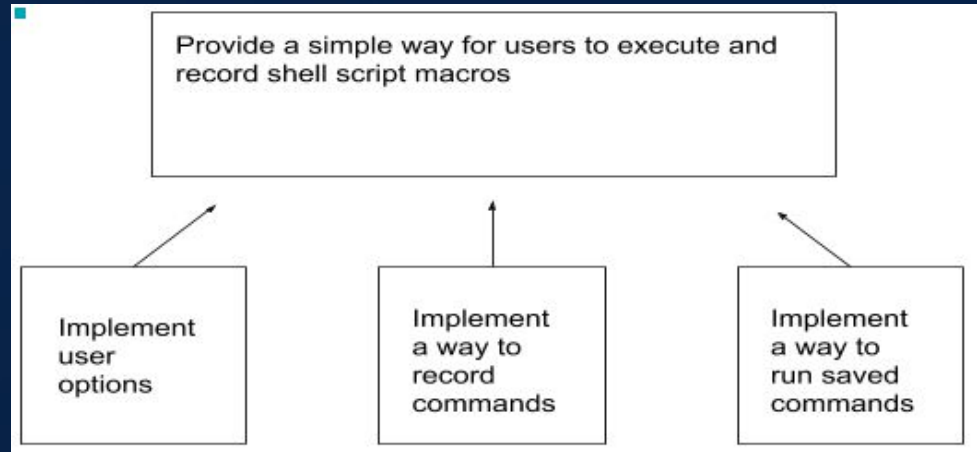 Provide a simple way for users to execute and
record shell script macros
Implement
user
options
Implement
a way to
record
commands
Implement
a way to
run saved
commands